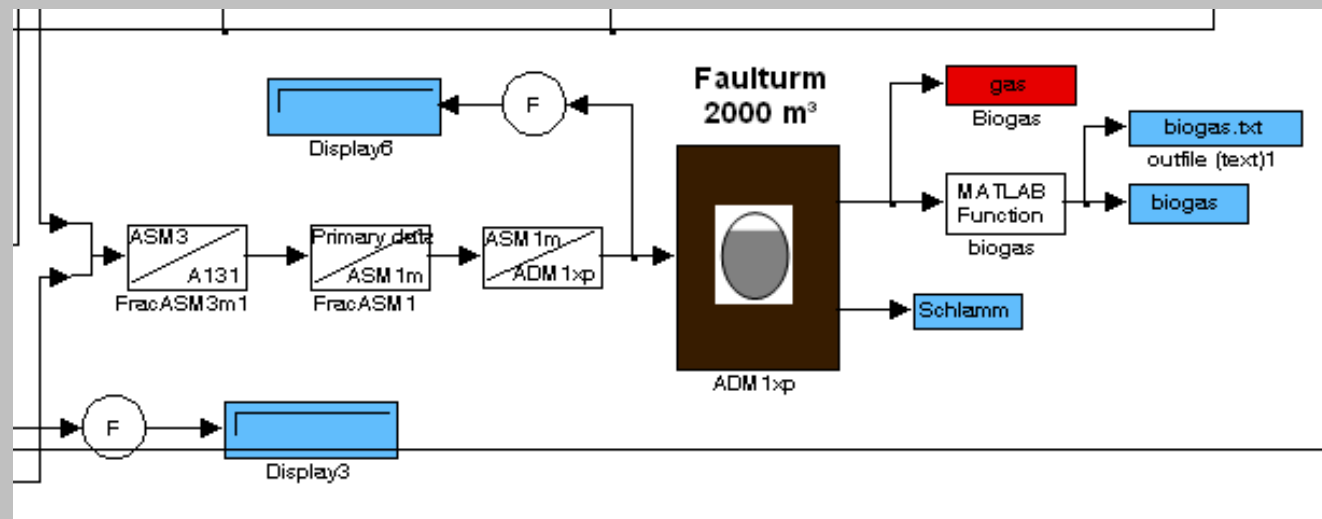 Faulturm
2000 m³
gas
Biogas
F
Display6
biogas.txt
outfile (text)1
MATLAB
Function
biogas
biogas
ASM3
A131
FracASM3m1
Primary data
ASM1m
FracASM1
ASM1m
ADM1xp
Schlamm
ADM1xp
F
Display3